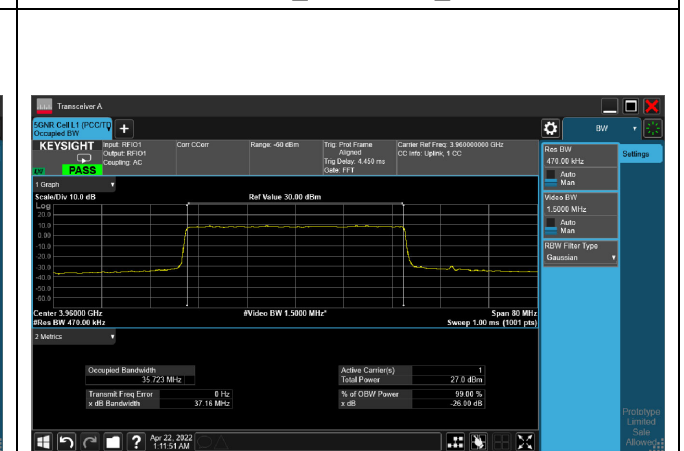 Transceiver A
5GNR Cell L1 (PCC/TD
Occupied BW
+
BW
KEYSIGHT
PASS
Input: RFIO1
Output: RFIO1
Coupling: AC
Corr CCorr
Range: -60 dBm
Trig: Prot Frame
Aligned
Trig Delay: 4.450 ms
Gate: FFT
Carrier Ref Freq: 3.960000000 GHz
CC Info: Uplink, 1 CC
Res BW
470.00 kHz
Auto
Man
Video BW
1.5000 MHz
Auto
Man
RBW Filter Type
Gaussian
Settings
1 Graph
Scale/Div 10.0 dB
Ref Value 30.00 dBm
Log
20.0
10.0
0.00
-10.0
-20.0
-30.0
-40.0
-50.0
-60.0
Center 3.96000 GHz
#Video BW 1.5000 MHz*
Span 80 MHz
#Res BW 470.00 kHz
Sweep 1.00 ms (1001 pts)
2 Metrics
Occupied Bandwidth
35.723 MHz
Active Carrier(s) 1
Total Power 27.0 dBm
Transmit Freq Error 0 Hz
x dB Bandwidth 37.16 MHz
% of OBW Power 99.00 %
x dB -26.00 dB
Apr 22, 2022
1:11:51 AM
?
Prototype
Limited
Sale
Allowed